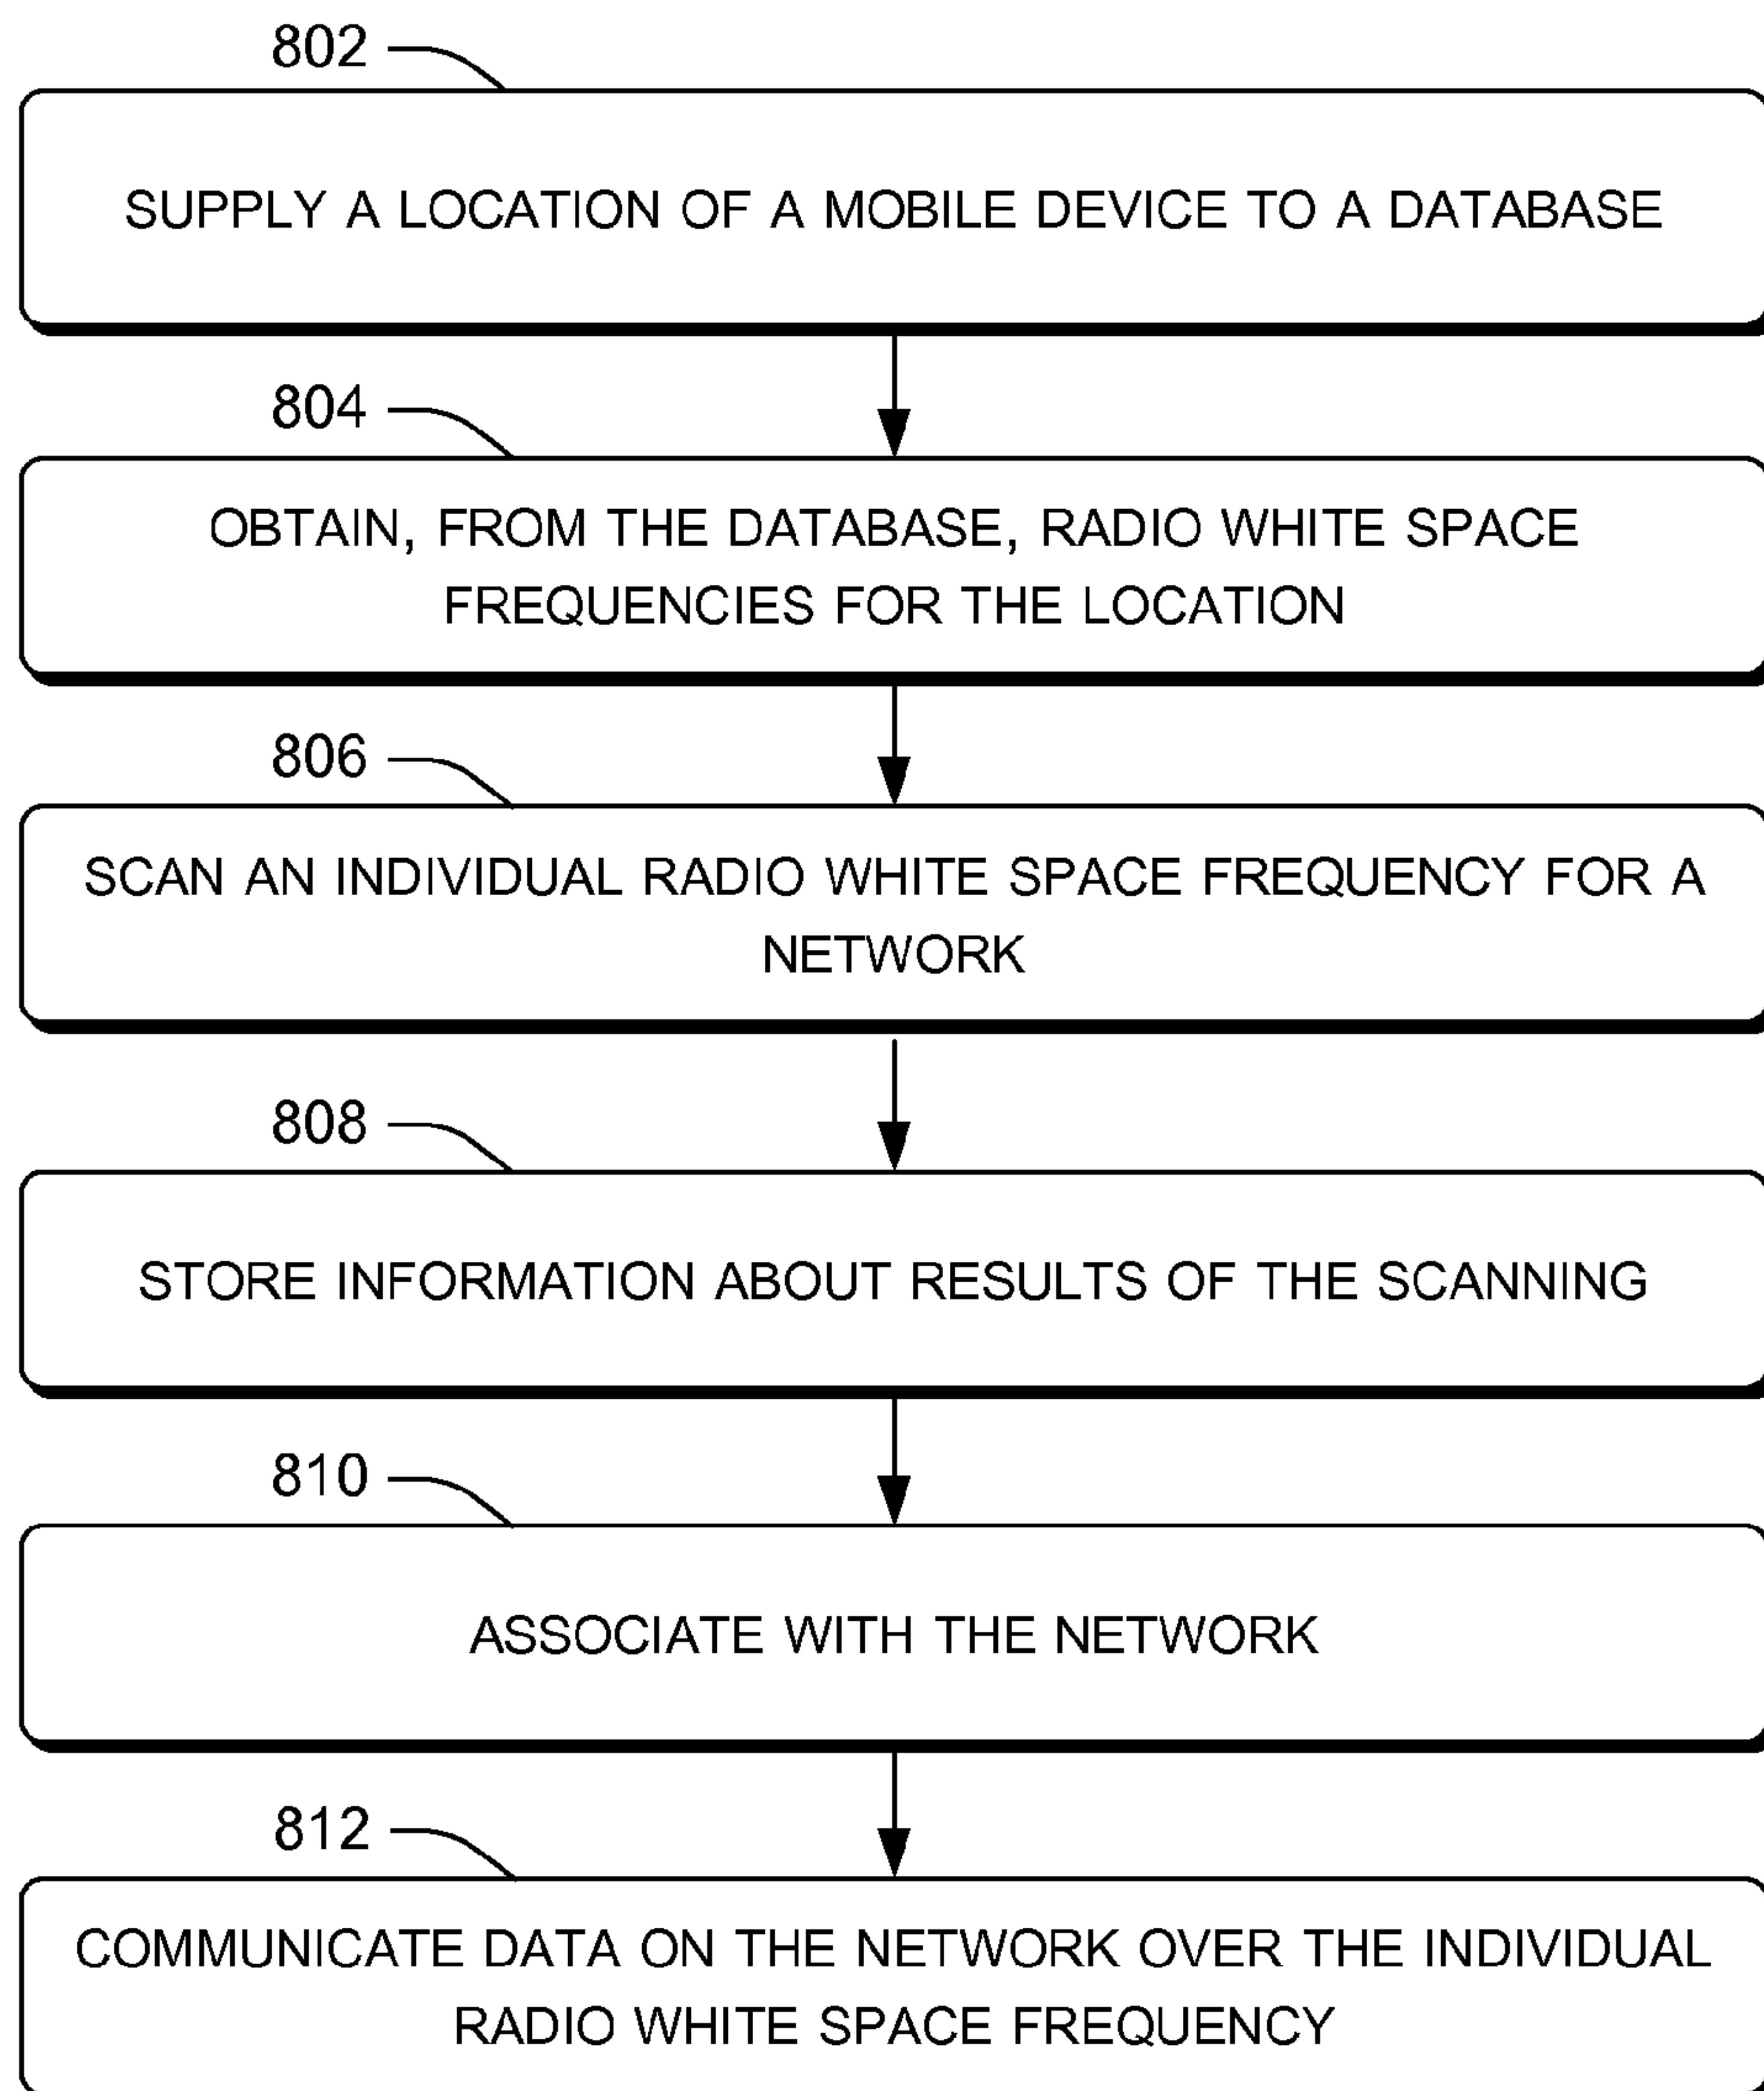 802
SUPPLY A LOCATION OF A MOBILE DEVICE TO A DATABASE
804
OBTAIN, FROM THE DATABASE, RADIO WHITE SPACE
FREQUENCIES FOR THE LOCATION
806
SCAN AN INDIVIDUAL RADIO WHITE SPACE FREQUENCY FOR A
NETWORK
808
STORE INFORMATION ABOUT RESULTS OF THE SCANNING
810
ASSOCIATE WITH THE NETWORK
812
COMMUNICATE DATA ON THE NETWORK OVER THE INDIVIDUAL
RADIO WHITE SPACE FREQUENCY